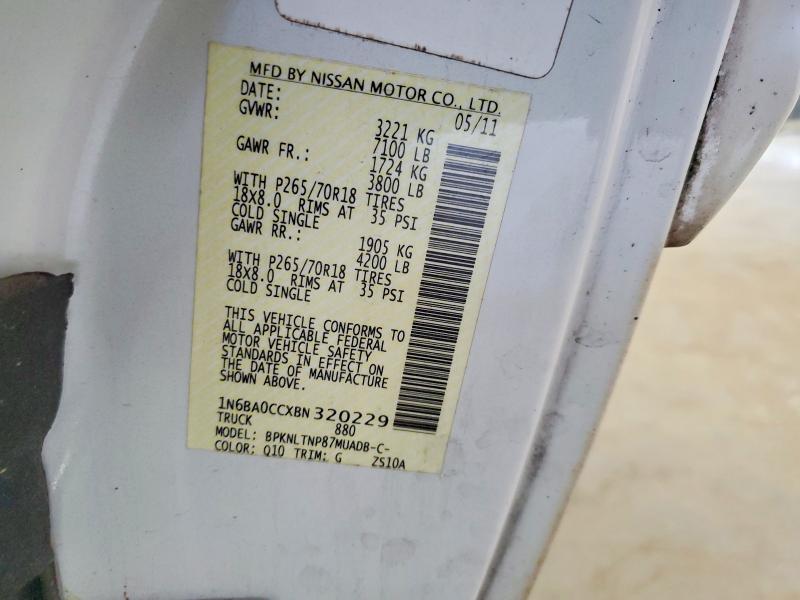 MFD BY NISSAN MOTOR CO., LTD.
DATE: 05/11
GVWR: 3221 KG
7100 LB
GAWR FR.: 1724 KG
3800 LB
WITH P265/70R18 TIRES
18X8.0 RIMS AT 35 PSI
COLD SINGLE
GAWR RR.: 1905 KG
4200 LB
WITH P265/70R18 TIRES
18X8.0 RIMS AT 35 PSI
COLD SINGLE
THIS VEHICLE CONFORMS TO
ALL APPLICABLE FEDERAL
MOTOR VEHICLE SAFETY
STANDARDS IN EFFECT ON
THE DATE OF MANUFACTURE
SHOWN ABOVE.
1N6BA0CCXBN320229
TRUCK 880
MODEL: BPKNLTNP87MUADB-C-
COLOR: Q10 TRIM: G ZS10A